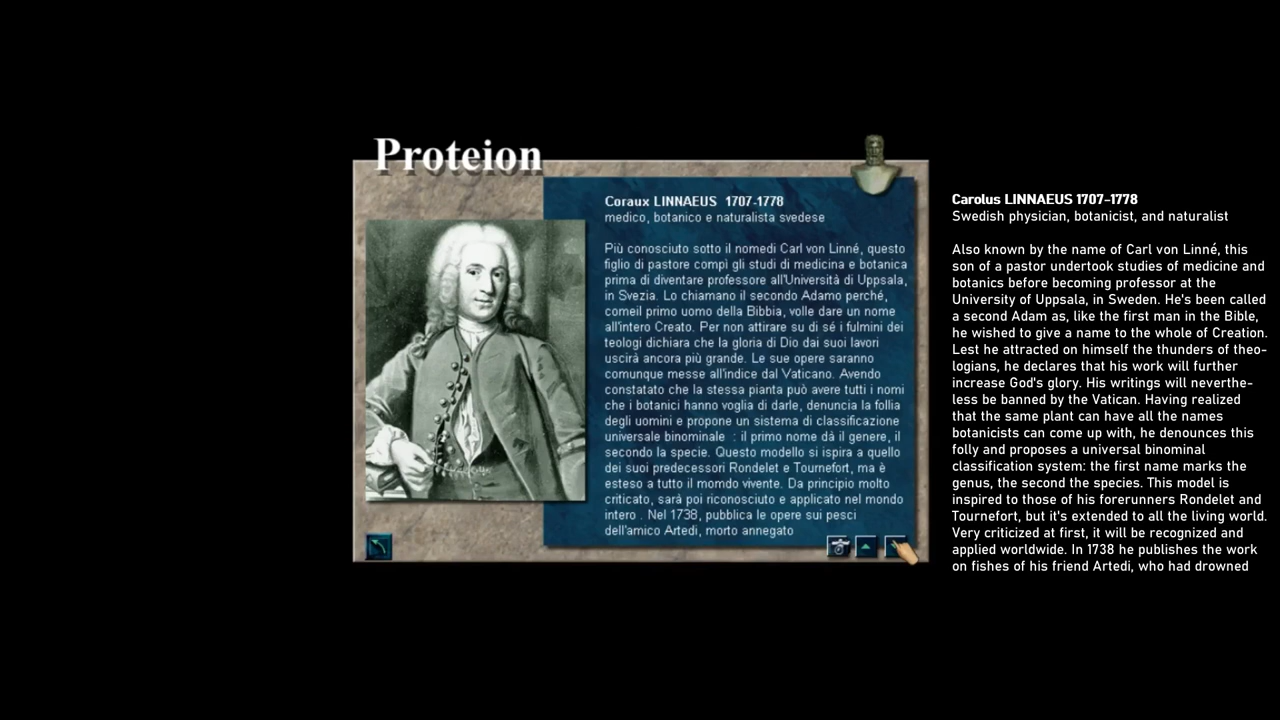 Proteion
Coraux LINNAEUS 1707-1778
medico, botanico e naturalista svedese
Più conosciuto sotto il nomedi Carl von Linné, questo
figlio di pastore compì gli studi di medicina e botanica
prima di diventare professore all'Università di Uppsala,
in Svezia. Lo chiamano il secondo Adamo perché,
comeil primo uomo della Bibbia, volle dare un nome
all'intero Creato. Per non attirare su di sé i fulmini dei
teologi dichiara che la gloria di Dio dai suoi lavori
uscirà ancora più grande. Le sue opere saranno
comunque messe all'indice dal Vaticano. Avendo
constatato che la stessa pianta può avere tutti i nomi
che i botanici hanno voglia di darle, denuncia la follia
degli uomini e propone un sistema di classificazione
universale binominale : il primo nome dà il genere, il
secondo la specie. Questo modello si ispira a quello
dei suoi predecessori Rondelet e Tournefort, ma è
esteso a tutto il momdo vivente. Da principio molto
criticato, sarà poi riconosciuto e applicato nel mondo
intero . Nel 1738, pubblica le opere sui pesci
dell'amico Artedi, morto annegato
Carolus LINNAEUS 1707-1778
Swedish physician, botanicist, and naturalist
Also known by the name of Carl von Linné, this
son of a pastor undertook studies of medicine and
botanics before becoming professor at the
University of Uppsala, in Sweden. He's been called
a second Adam as, like the first man in the Bible,
he wished to give a name to the whole of Creation.
Lest he attracted on himself the thunders of theo-
logians, he declares that his work will further
increase God's glory. His writings will neverthe-
less be banned by the Vatican. Having realized
that the same plant can have all the names
botanicists can come up with, he denounces this
folly and proposes a universal binominal
classification system: the first name marks the
genus, the second the species. This model is
inspired to those of his forerunners Rondelet and
Tournefort, but it's extended to all the living world.
Very criticized at first, it will be recognized and
applied worldwide. In 1738 he publishes the work
on fishes of his friend Artedi, who had drowned